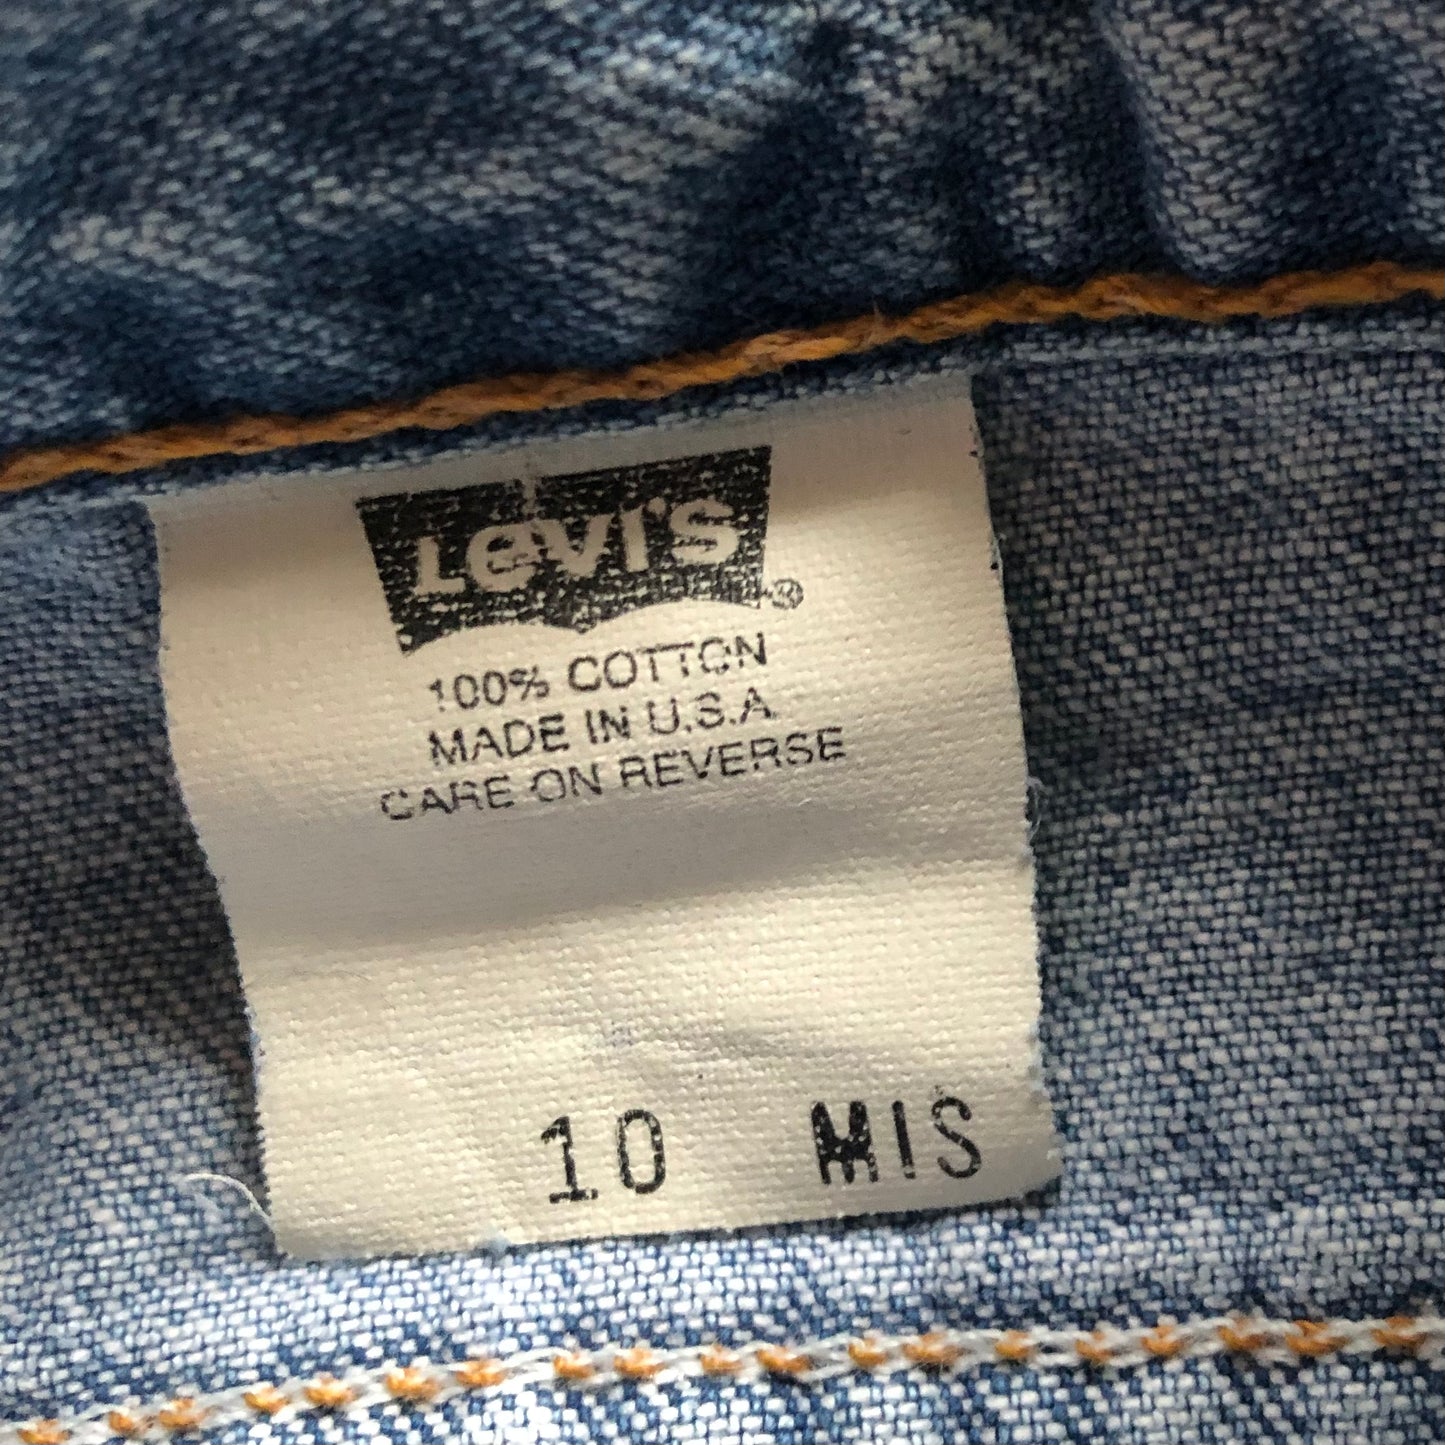 Levi's ®
100% COTTON
MADE IN U.S.A
CARE ON REVERSE
10 MIS